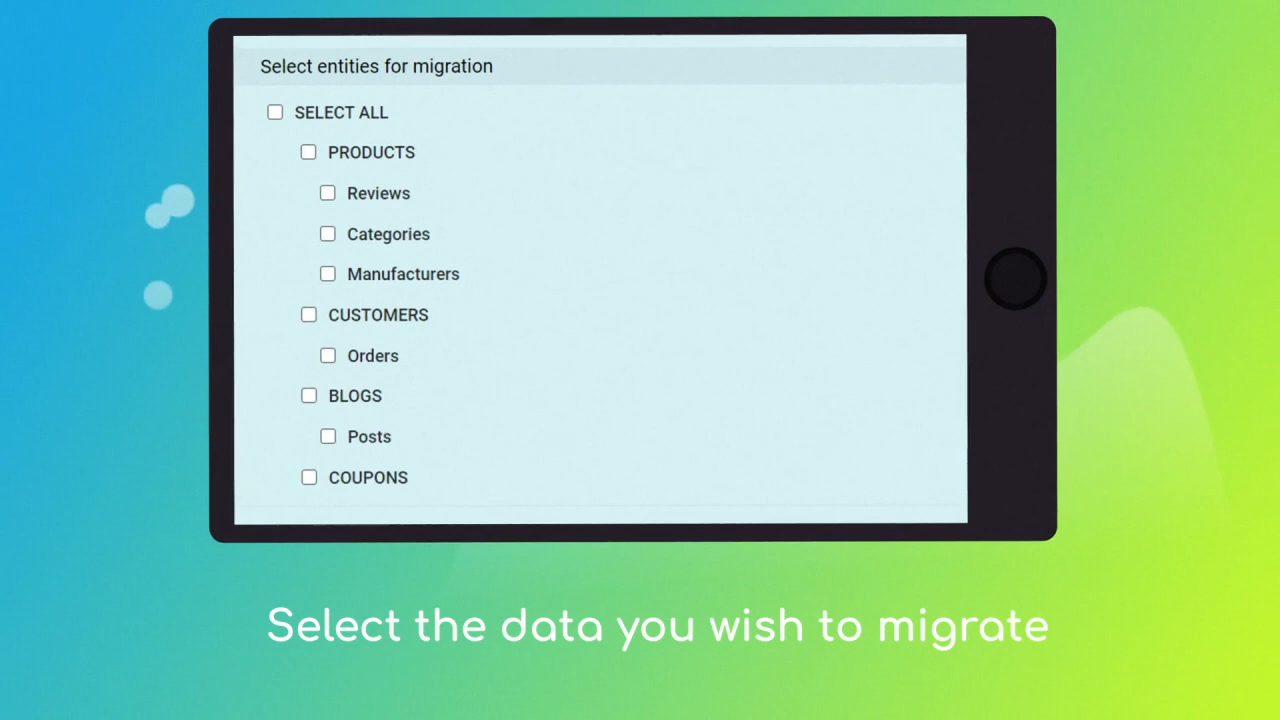 Select entities for migration
SELECT ALL
PRODUCTS
Reviews
Categories
Manufacturers
CUSTOMERS
Orders
BLOGS
Posts
COUPONS
Select the data you wish to migrate